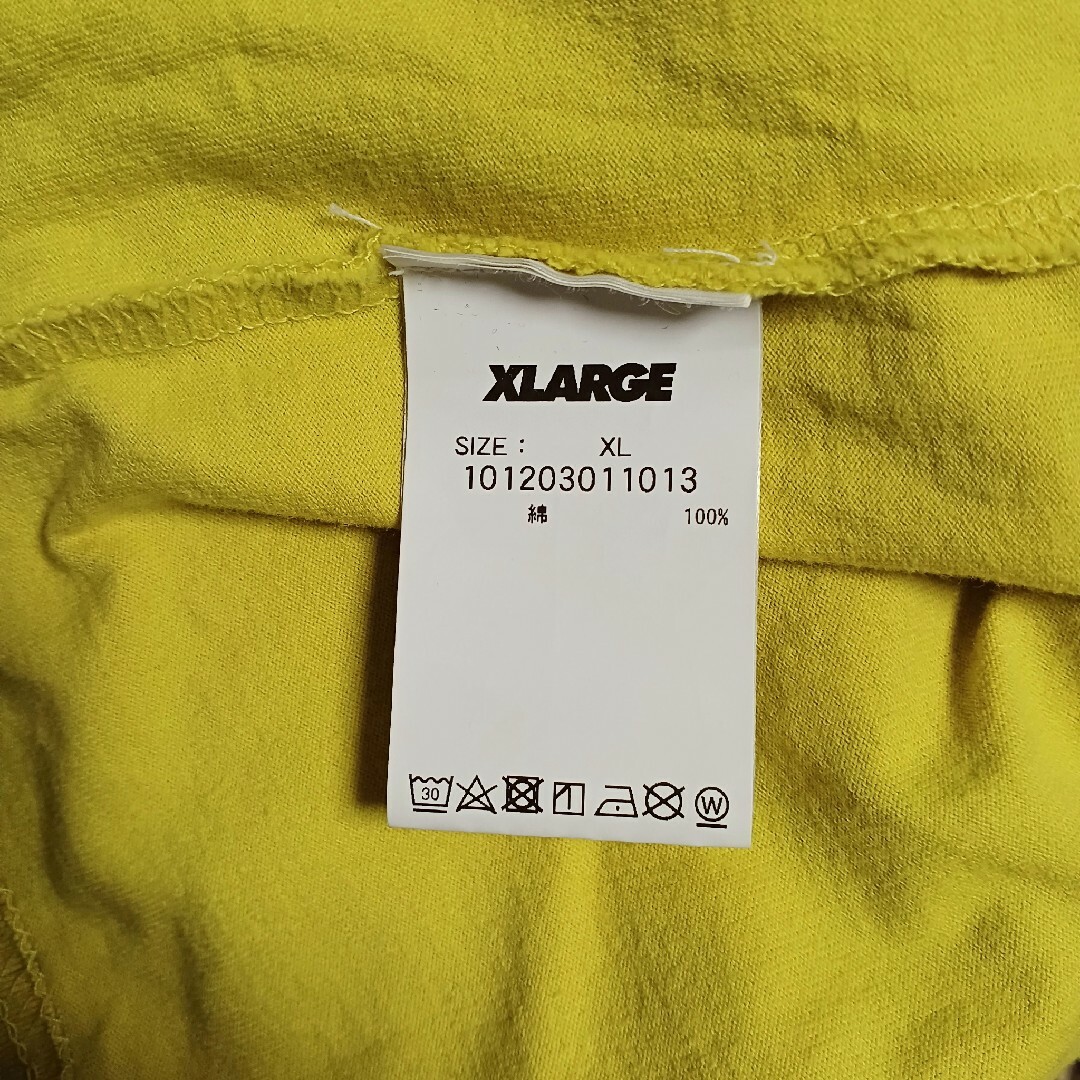 XLARGE
SIZE : XL
101203011013
綿 100%
30 W